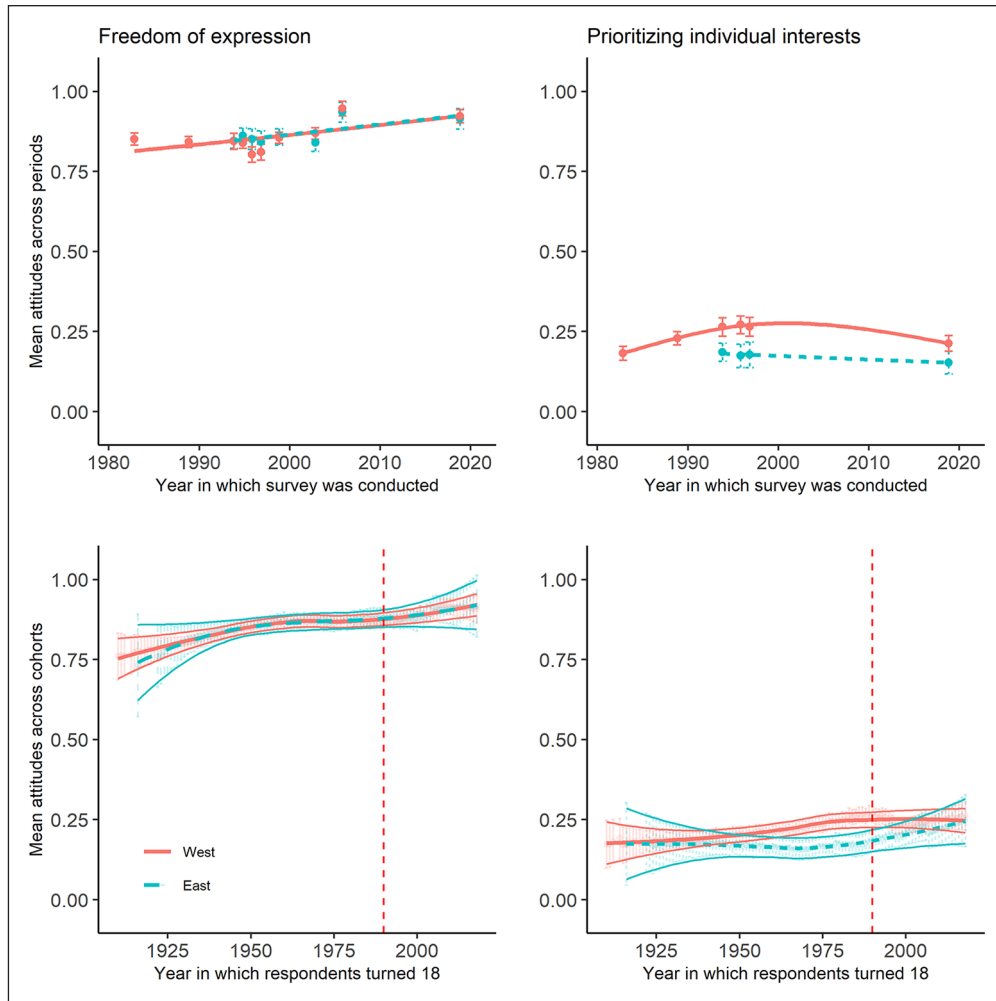 Freedom of expression
Prioritizing individual interests
Mean attitudes across periods
1.00
0.75
0.50
0.25
0.00
1980 1990 2000 2010 2020
Year in which survey was conducted
1.00
0.75
0.50
0.25
0.00
1980 1990 2000 2010 2020
Year in which survey was conducted
Mean attitudes across cohorts
1.00
0.75
0.50
0.25
0.00
West
East
1925 1950 1975 2000
Year in which respondents turned 18
1.00
0.75
0.50
0.25
0.00
1925 1950 1975 2000
Year in which respondents turned 18